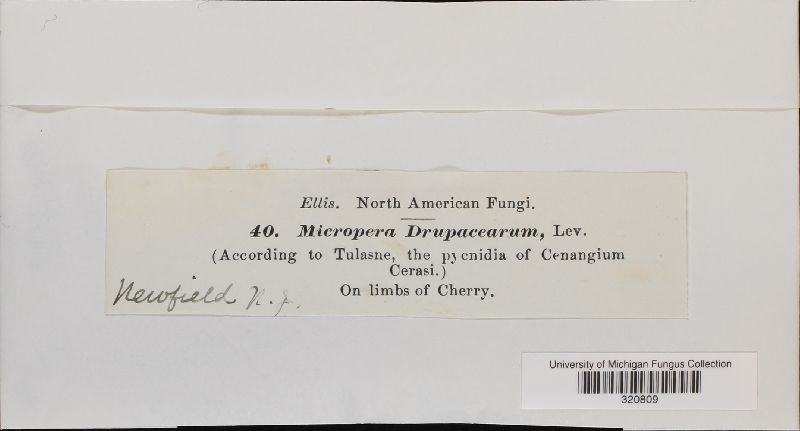 Ellis. North American Fungi.
40. Micropera Drupacearum, Lev.
(According to Tulasne, the pycnidia of Cenangium
Cerasi.)
On limbs of Cherry.
Newfield N. J.
University of Michigan Fungus Collection
320809